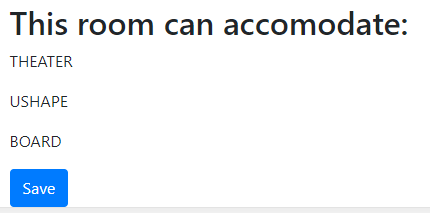 This room can accomodate:
THEATER
USHAPE
BOARD
Save